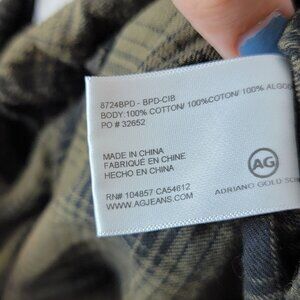 8724BPD - BPD-CIB
BODY:100% COTTON/ 100%COTON/ 100% ALGO
PO # 32652
MADE IN CHINA
FABRIQUÉ EN CHINE
HECHO EN CHINA
AG
RN# 104857 CA54612
WWW.AGJEANS.COM
ADRIANO GOLD